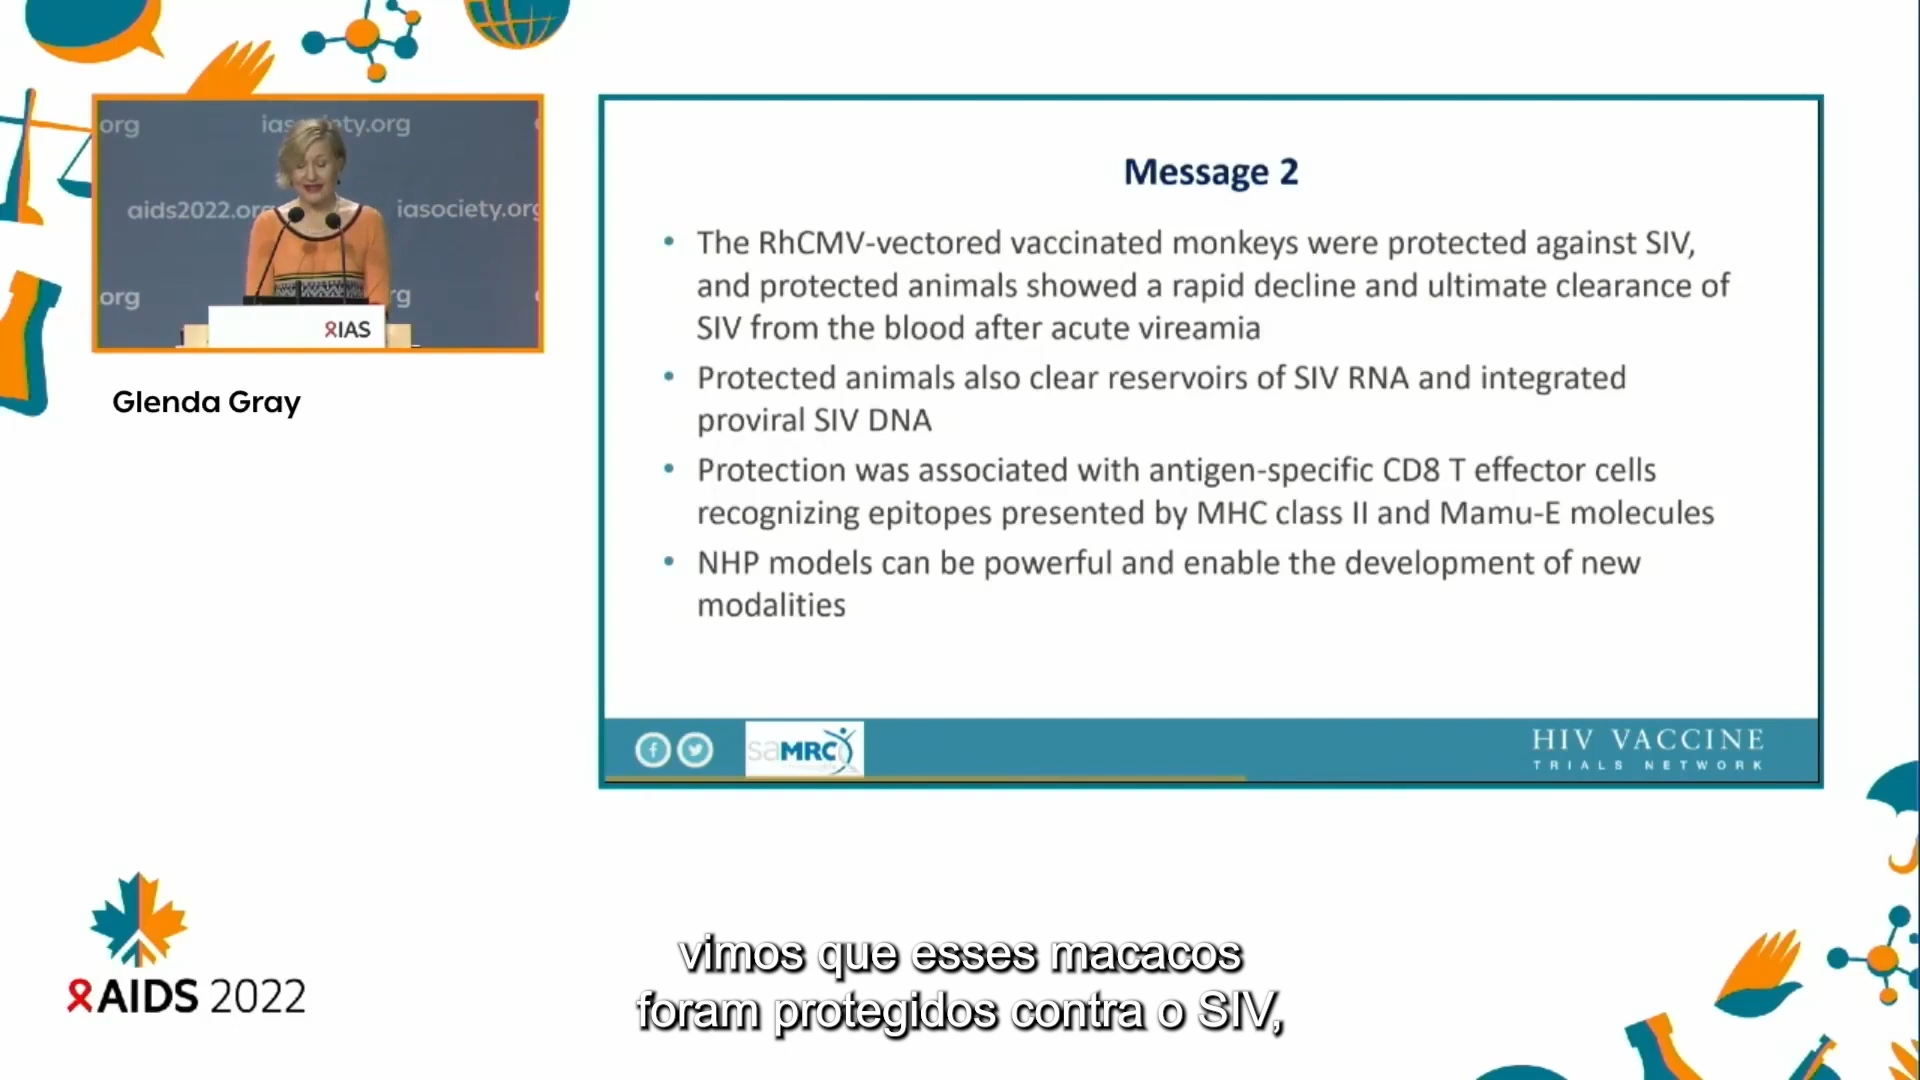 org
iasociety.org
aids2022.org
iasociety.org
org
rg
IAS
Glenda Gray
Message 2
• The RhCMV-vectored vaccinated monkeys were protected against SIV,
and protected animals showed a rapid decline and ultimate clearance of
SIV from the blood after acute vireamia
• Protected animals also clear reservoirs of SIV RNA and integrated
proviral SIV DNA
• Protection was associated with antigen-specific CD8 T effector cells
recognizing epitopes presented by MHC class II and Mamu-E molecules
• NHP models can be powerful and enable the development of new
modalities
f
saMRC
HIV VACCINE
TRIALS NETWORK
AIDS 2022
vimos que esses macacos
foram protegidos contra o SIV,